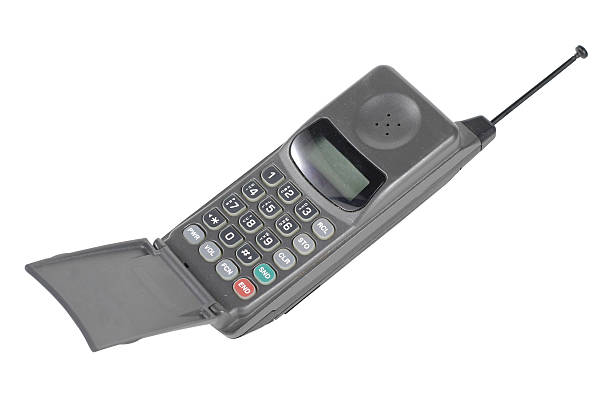 1 2 3 RCL
4 5 6 STO
7 8 9 CLR
* 0 # SND
PWR VOL FCN END